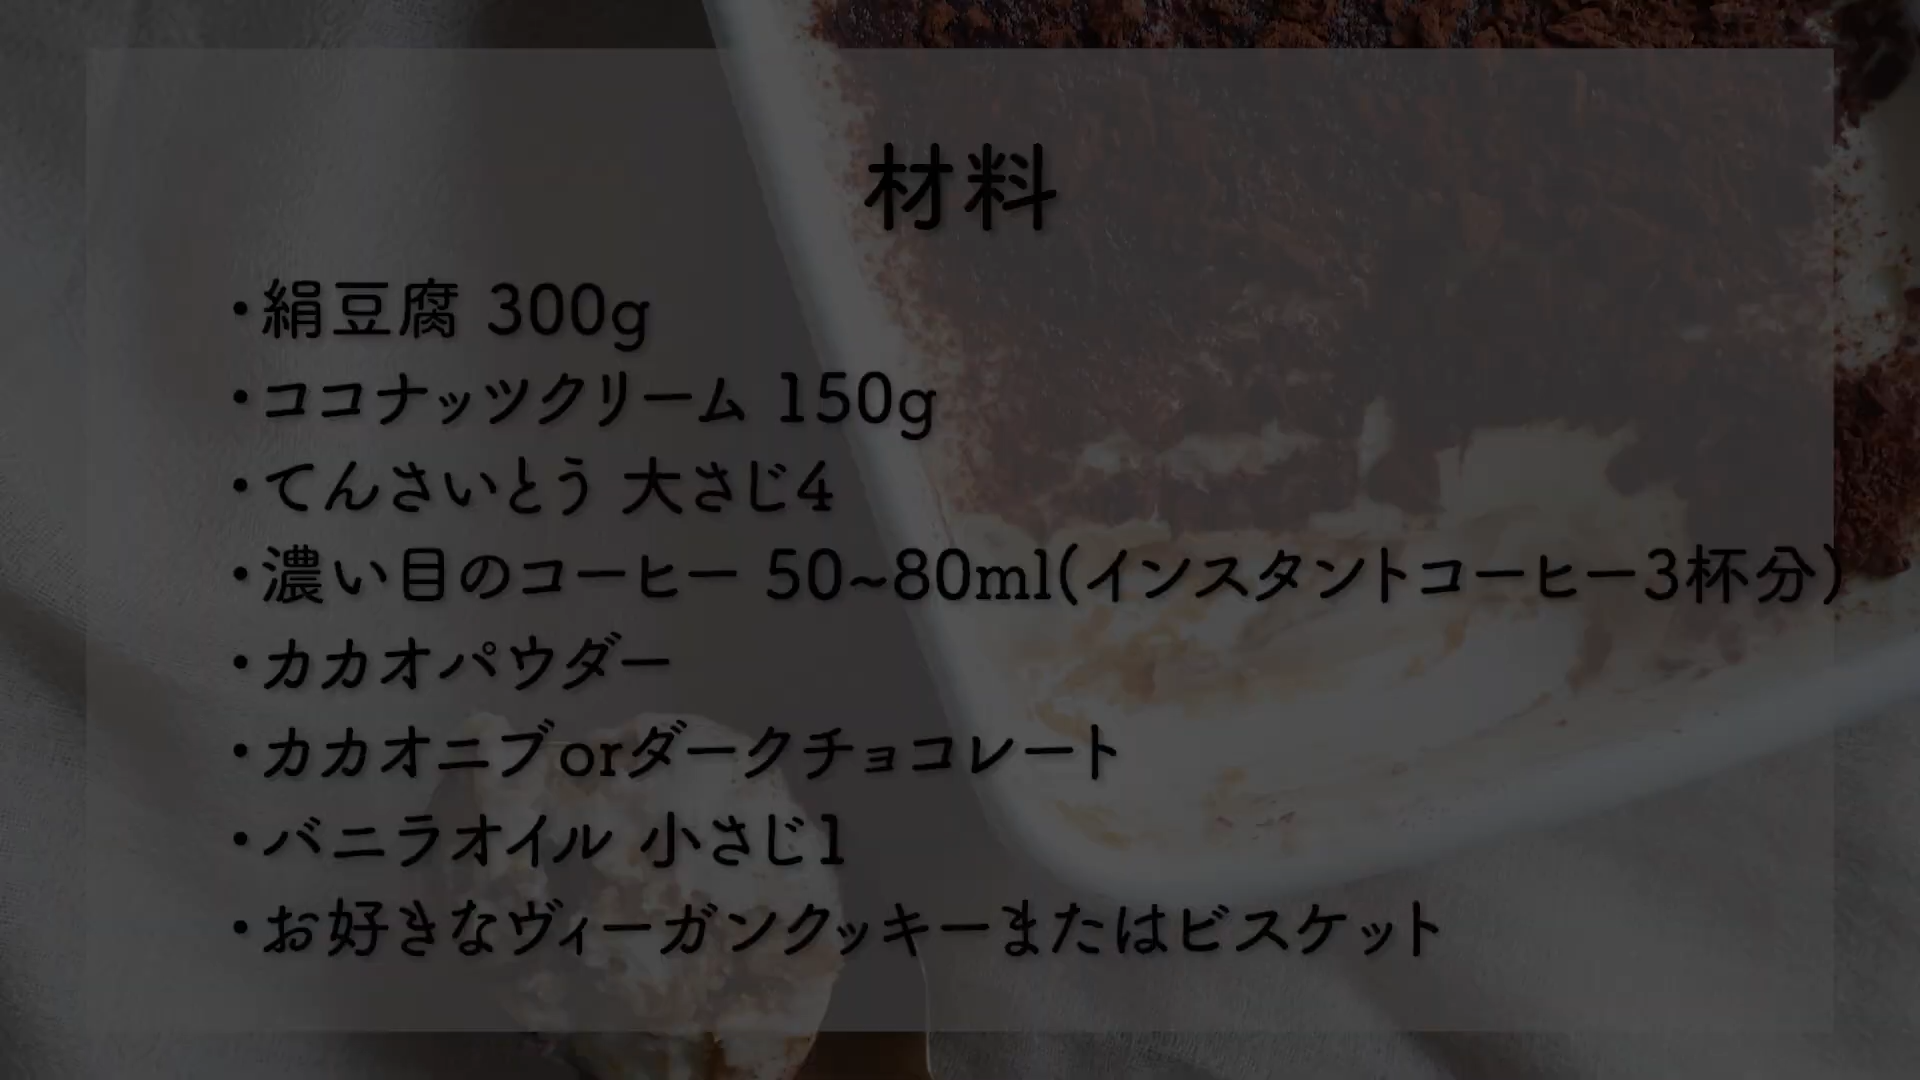 材料
・絹豆腐 300g
・ココナッツクリーム 150g
・てんさいとう 大さじ4
・濃い目のコーヒー 50~80ml(インスタントコーヒー3杯分)
・カカオパウダー
・カカオニブorダークチョコレート
・バニラオイル 小さじ1
・お好きなヴィーガンクッキーまたはビスケット